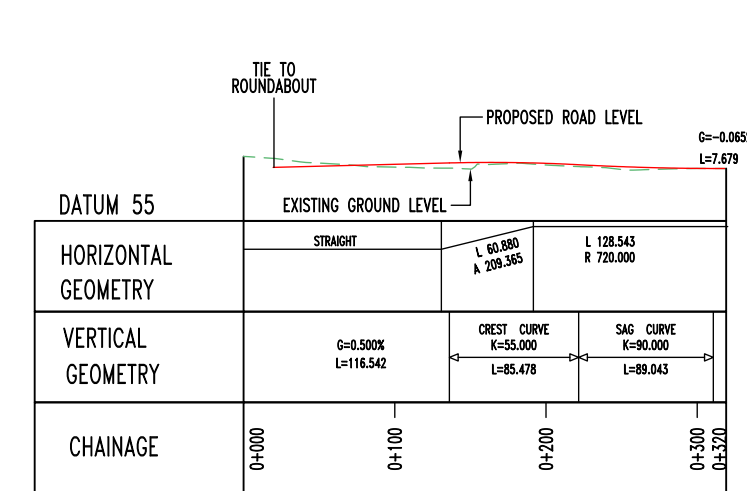 TIE TO
ROUNDABOUT
PROPOSED ROAD LEVEL
L=7.679
DATUM 55
EXISTING GROUND LEVEL
HORIZONTAL
GEOMETRY
STRAIGHT
L 60.880
A 209.365
L 128.543
R 720.000
VERTICAL
GEOMETRY
G=0.500%
L=116.542
CREST CURVE
K=55.000
L=85.478
SAG CURVE
K=90.000
L=89.043
CHAINAGE
0+000
0+100
0+200
0+300
0+320